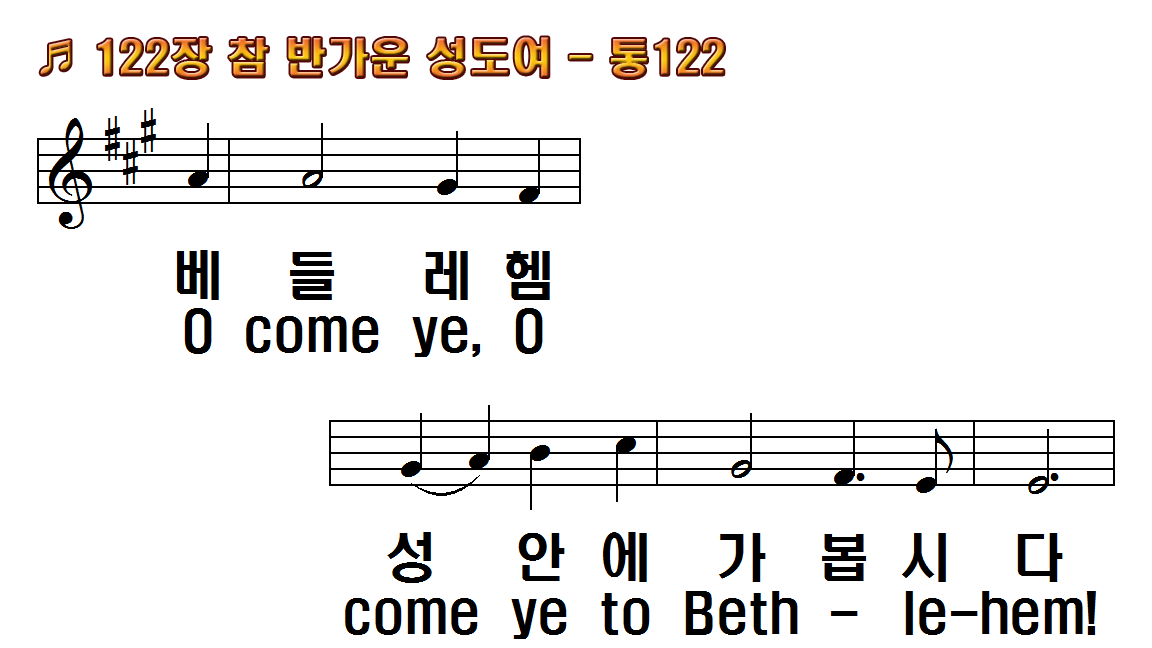 ♬ 122장 참 반가운 성도여 - 통122
베 들 레 헴
O come ye, O
성 안 에 가 봅 시 다
come ye to Beth - le-hem!